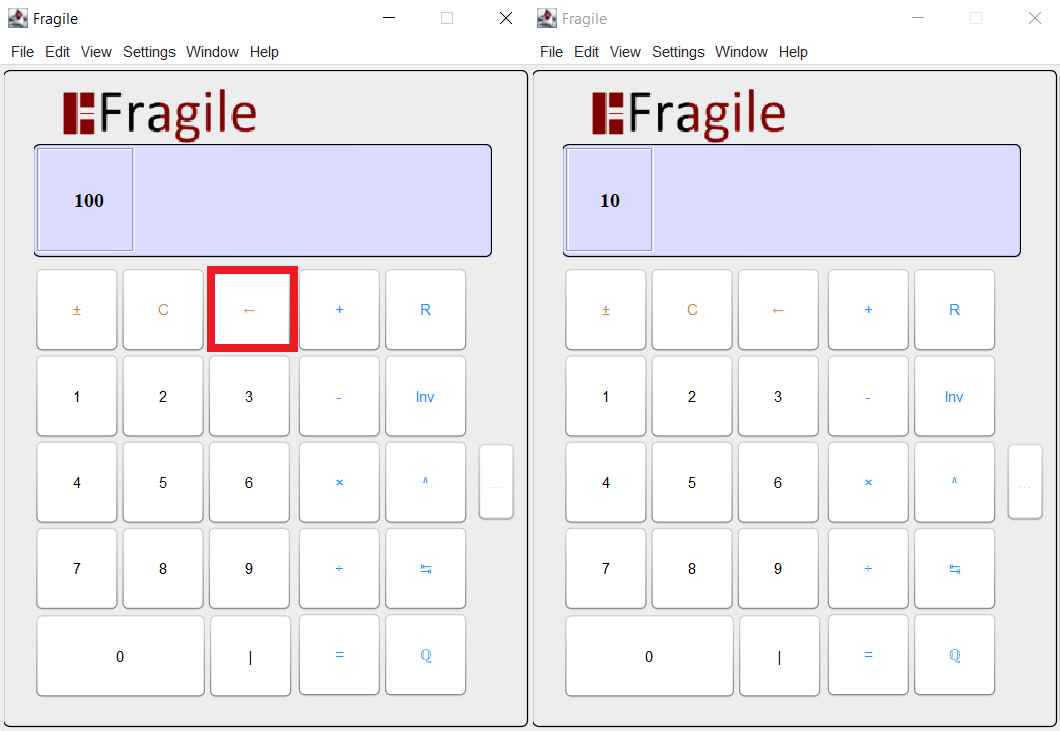 Fragile
File Edit View Settings Window Help
Fragile
100
± C ← + R
1 2 3 - Inv
4 5 6 × ^
...
7 8 9 ÷ ↹
0 | = ℚ
Fragile
File Edit View Settings Window Help
Fragile
10
± C ← + R
1 2 3 - Inv
4 5 6 × ^
...
7 8 9 ÷ ↹
0 | = ℚ